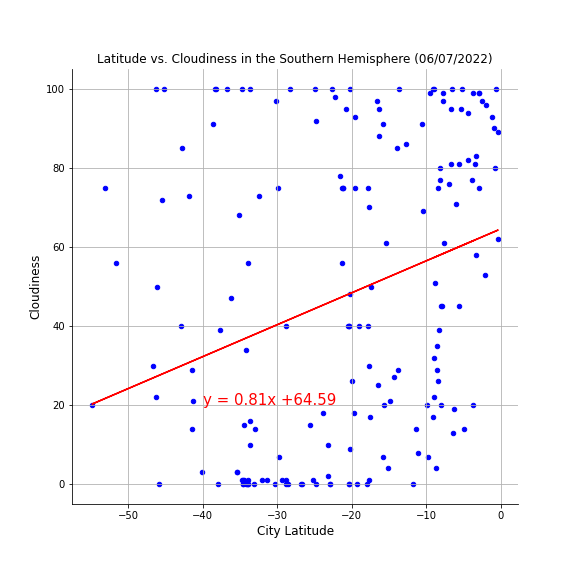 Latitude vs. Cloudiness in the Southern Hemisphere (06/07/2022)
100
80
60
40
20
0
Cloudiness
y = 0.81x +64.59
−50 −40 −30 −20 −10 0
City Latitude